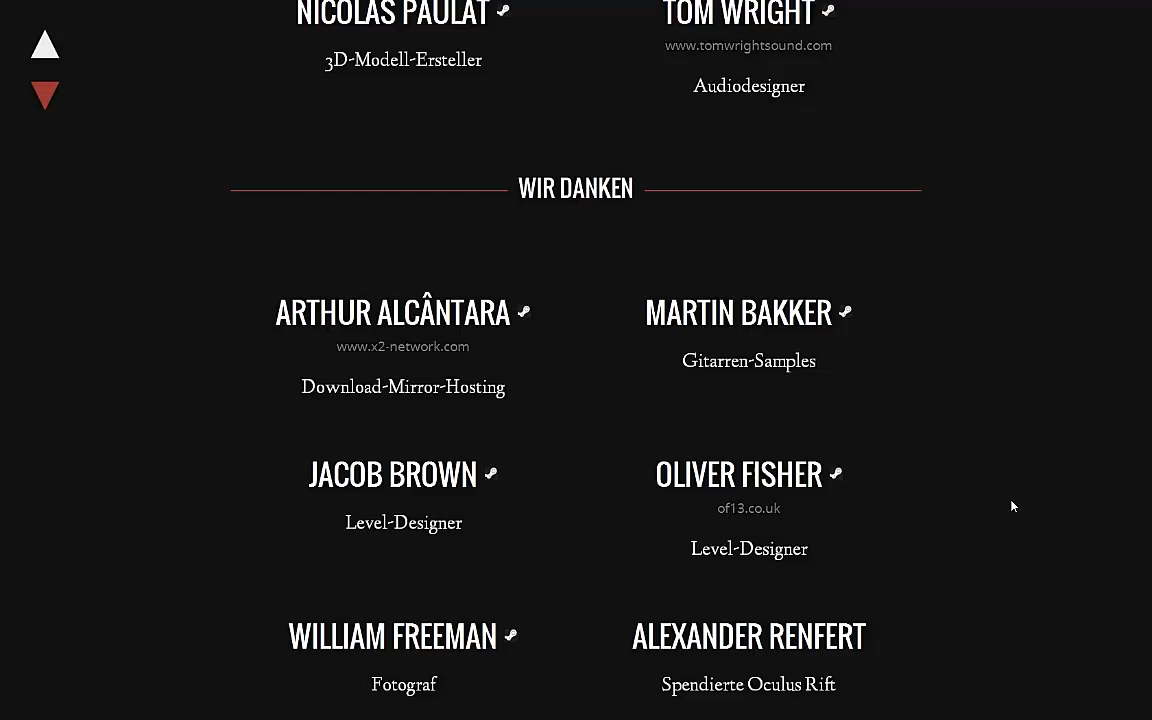 NICOLAS PAULAT
3D-Modell-Ersteller
TOM WRIGHT
www.tomwrightsound.com
Audiodesigner
WIR DANKEN
ARTHUR ALCÂNTARA
www.x2-network.com
Download-Mirror-Hosting
MARTIN BAKKER
Gitarren-Samples
JACOB BROWN
Level-Designer
OLIVER FISHER
of13.co.uk
Level-Designer
WILLIAM FREEMAN
Fotograf
ALEXANDER RENFERT
Spendierte Oculus Rift